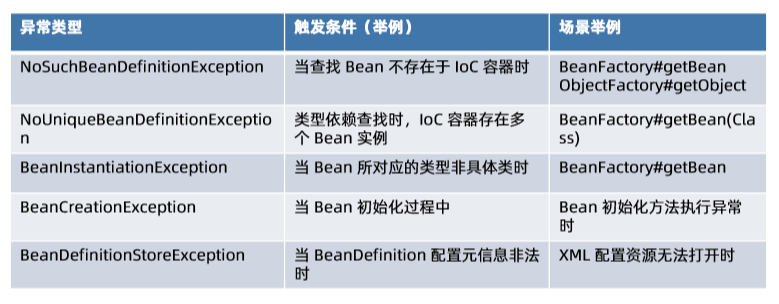 异常类型 触发条件（举例） 场景举例
NoSuchBeanDefinitionException 当查找 Bean 不存在于 IoC 容器时 BeanFactory#getBean
ObjectFactory#getObject
NoUniqueBeanDefinitionExceptio 类型依赖查找时，IoC 容器存在多 BeanFactory#getBean(Cla
n 个 Bean 实例 ss)
BeanInstantiationException 当 Bean 所对应的类型非具体类时 BeanFactory#getBean
BeanCreationException 当 Bean 初始化过程中 Bean 初始化方法执行异常
时
BeanDefinitionStoreException 当 BeanDefinition 配置元信息非法 XML 配置资源无法打开时
时